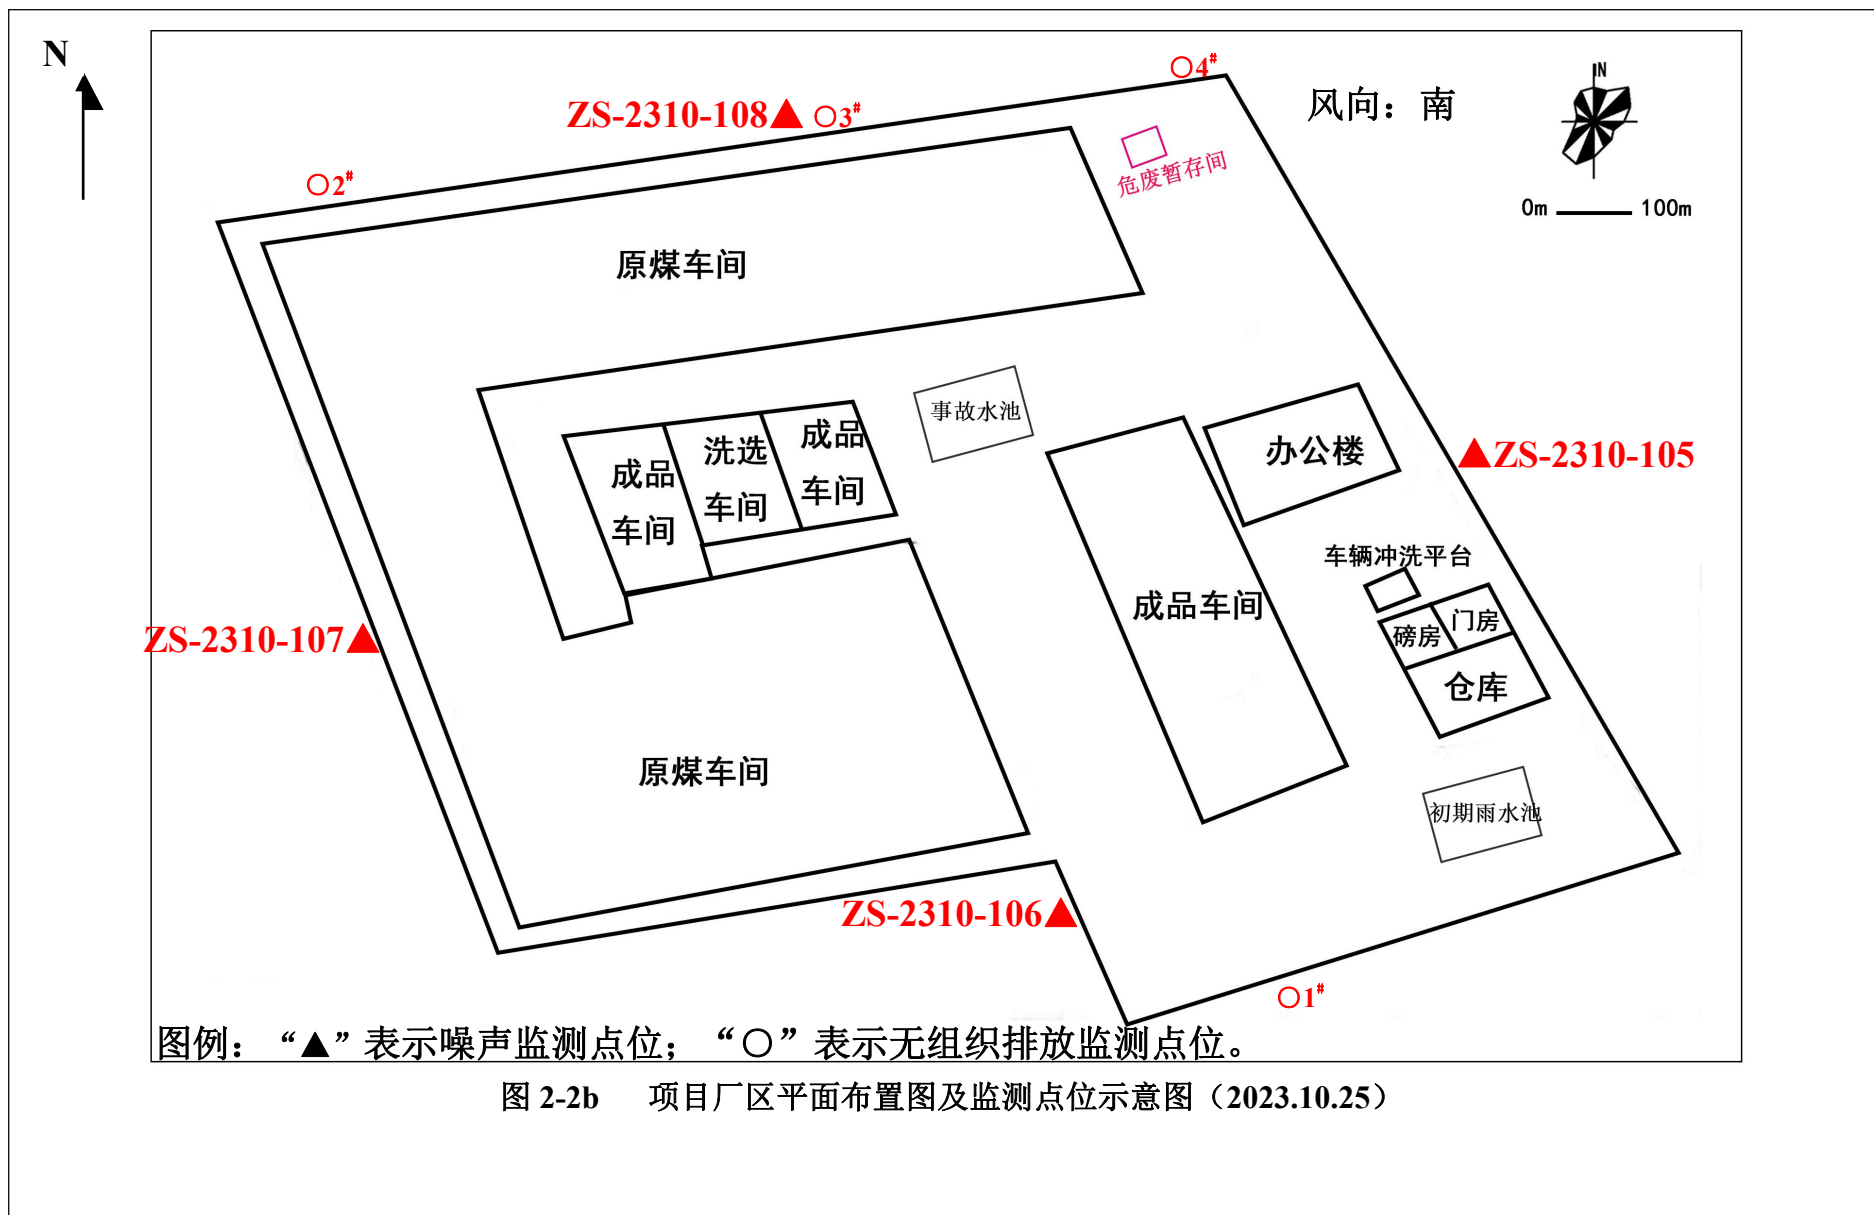 N
○4#
风向：南
N
ZS-2310-108▲ ○3#
○2#
危废暂存间
0m 100m
原煤车间
事故水池
成品
车间
洗选
车间
成品
车间
办公楼
▲ZS-2310-105
车辆冲洗平台
成品车间
磅房
门房
仓库
ZS-2310-107▲
原煤车间
初期雨水池
ZS-2310-106▲
○1#
图例：“▲”表示噪声监测点位；“○”表示无组织排放监测点位。
图 2-2b 项目厂区平面布置图及监测点位示意图（2023.10.25）